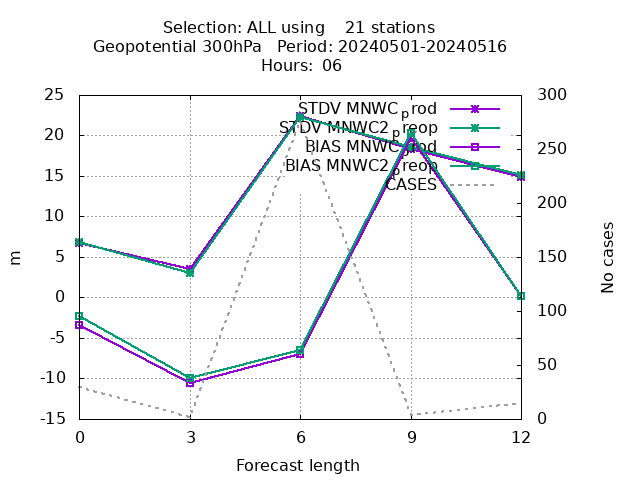 Selection: ALL using 21 stations
Geopotential 300hPa Period: 20240501-20240516
Hours: 06
STDV MNWC_prod
STDV MNWC2_preop
BIAS MNWC_prod
BIAS MNWC2_preop
CASES
25
20
15
10
5
0
-5
-10
-15
m
300
250
200
150
100
50
0
No cases
0 3 6 9 12
Forecast length